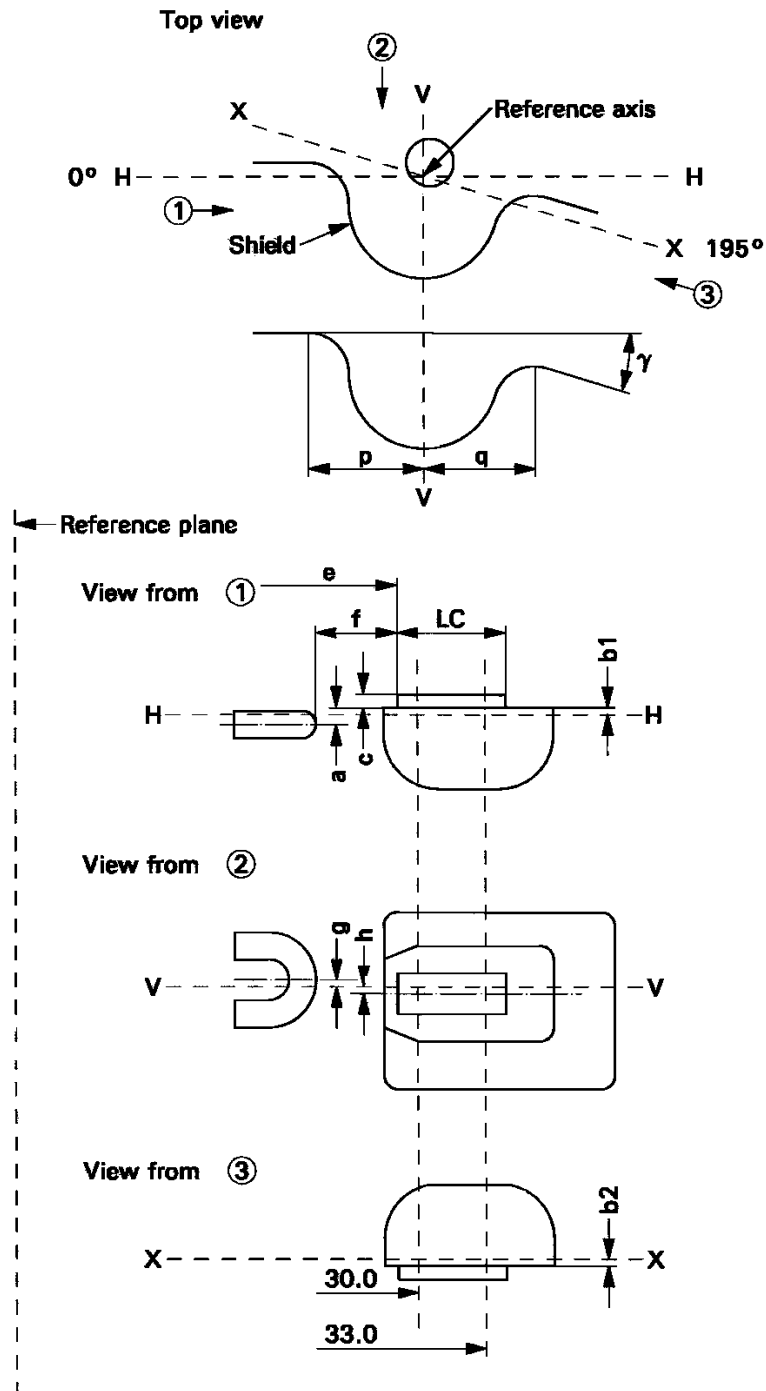 Top view
②
V
X
Reference axis
0° H H
①
Shield
X 195°
③
γ
p q
V
Reference plane
e
View from ①
f LC b1
H H
a c
View from ②
g h
V V
View from ③
b2
X X
30.0
33.0